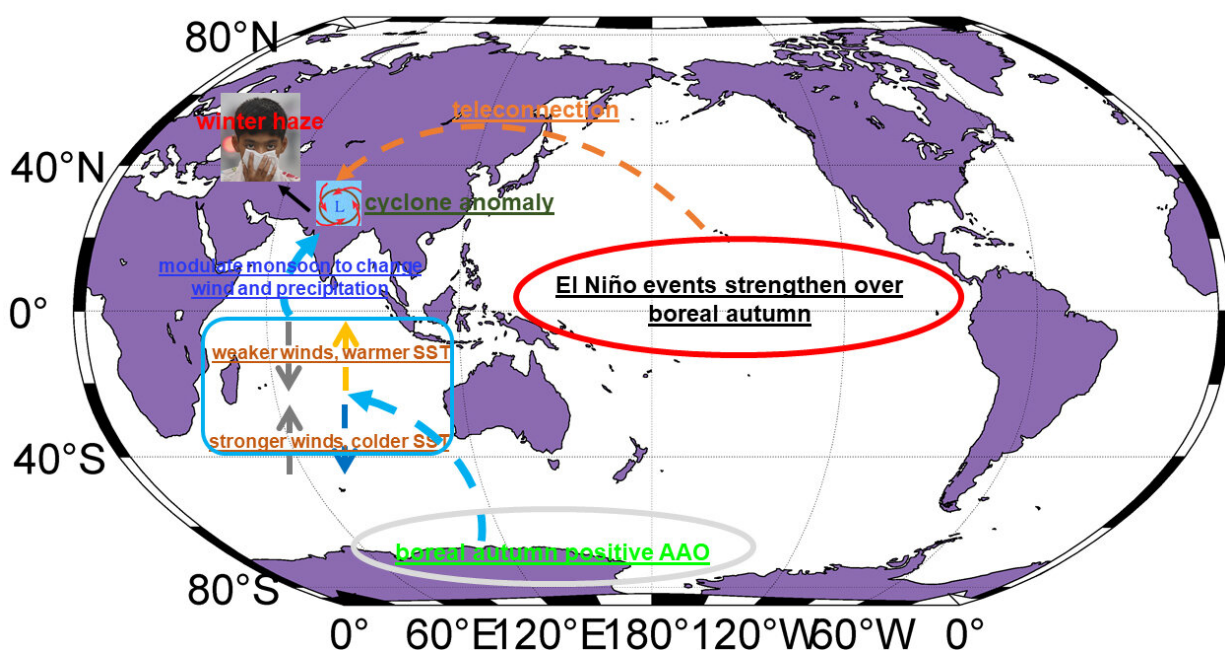 80°N
teleconnection
winter haze
40°N
L
cyclone anomaly
modulate monsoon to change
wind and precipitation
El Niño events strengthen over
boreal autumn
0°
weaker winds, warmer SST
stronger winds, colder SST
40°S
boreal autumn positive AAO
80°S
0° 60°E 120°E 180°W 120°W 60°W 0°